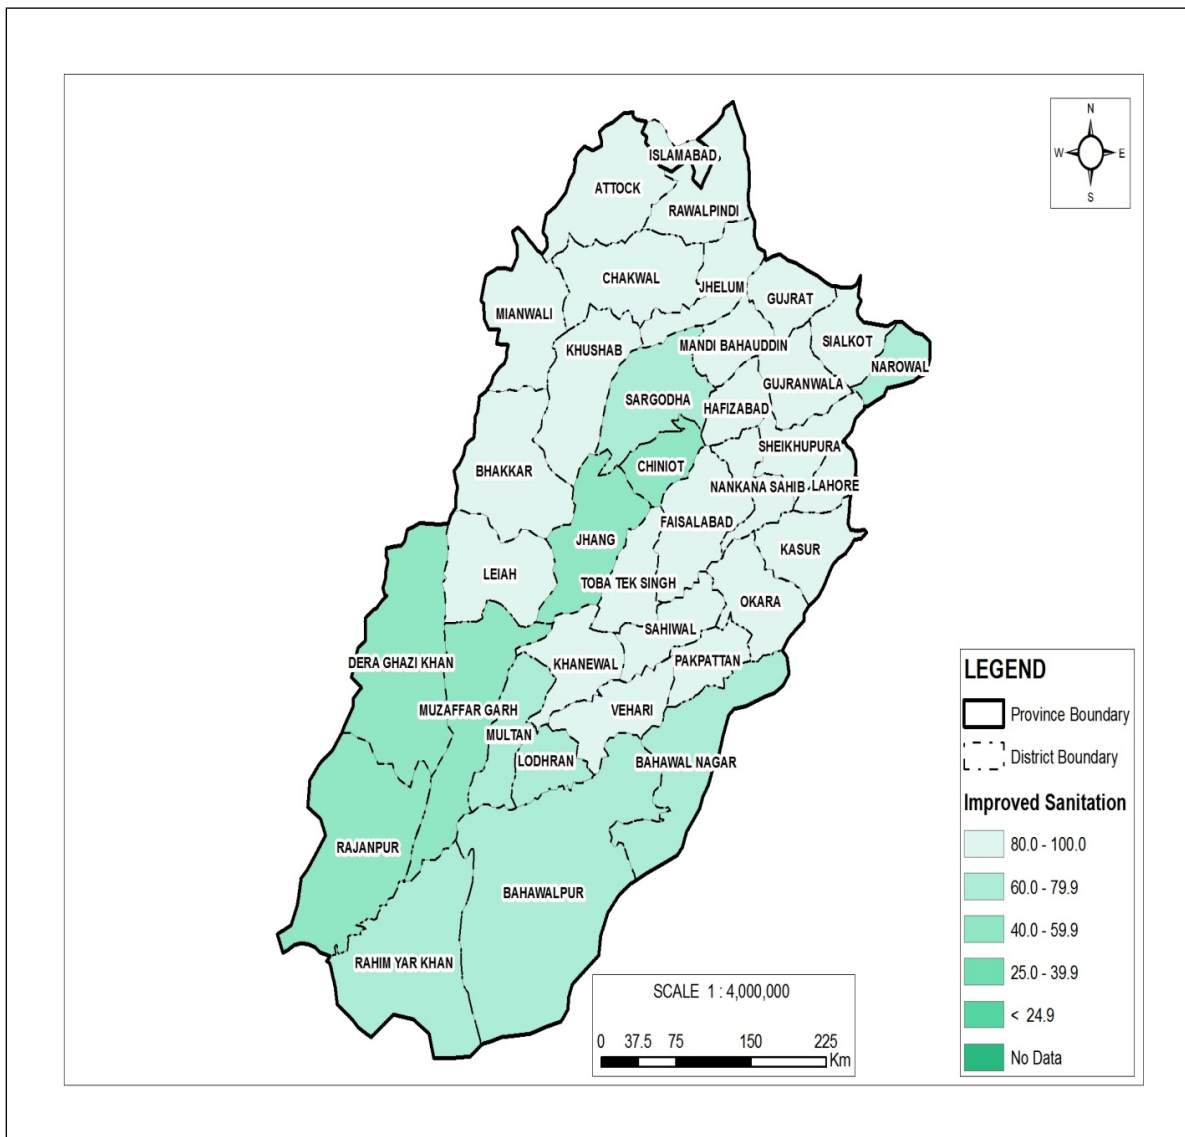 N
W E
S
ISLAMABAD
ATTOCK
RAWALPINDI
CHAKWAL
JHELUM
GUJRAT
MIANWALI
KHUSHAB
MANDI BAHAUDDIN
SIALKOT
NAROWAL
GUJRANWALA
SARGODHA
HAFIZABAD
SHEIKHUPURA
CHINIOT
BHAKKAR
NANKANA SAHIB
LAHORE
FAISALABAD
JHANG
KASUR
LEIAH
TOBA TEK SINGH
OKARA
SAHIWAL
DERA GHAZI KHAN
KHANEWAL
PAKPATTAN
MUZAFFAR GARH
VEHARI
MULTAN
LODHRAN
BAHAWAL NAGAR
RAJANPUR
BAHAWALPUR
RAHIM YAR KHAN
LEGEND
Province Boundary
District Boundary
Improved Sanitation
80.0 - 100.0
60.0 - 79.9
40.0 - 59.9
25.0 - 39.9
< 24.9
No Data
SCALE 1 : 4,000,000
0 37.5 75 150 225
Km